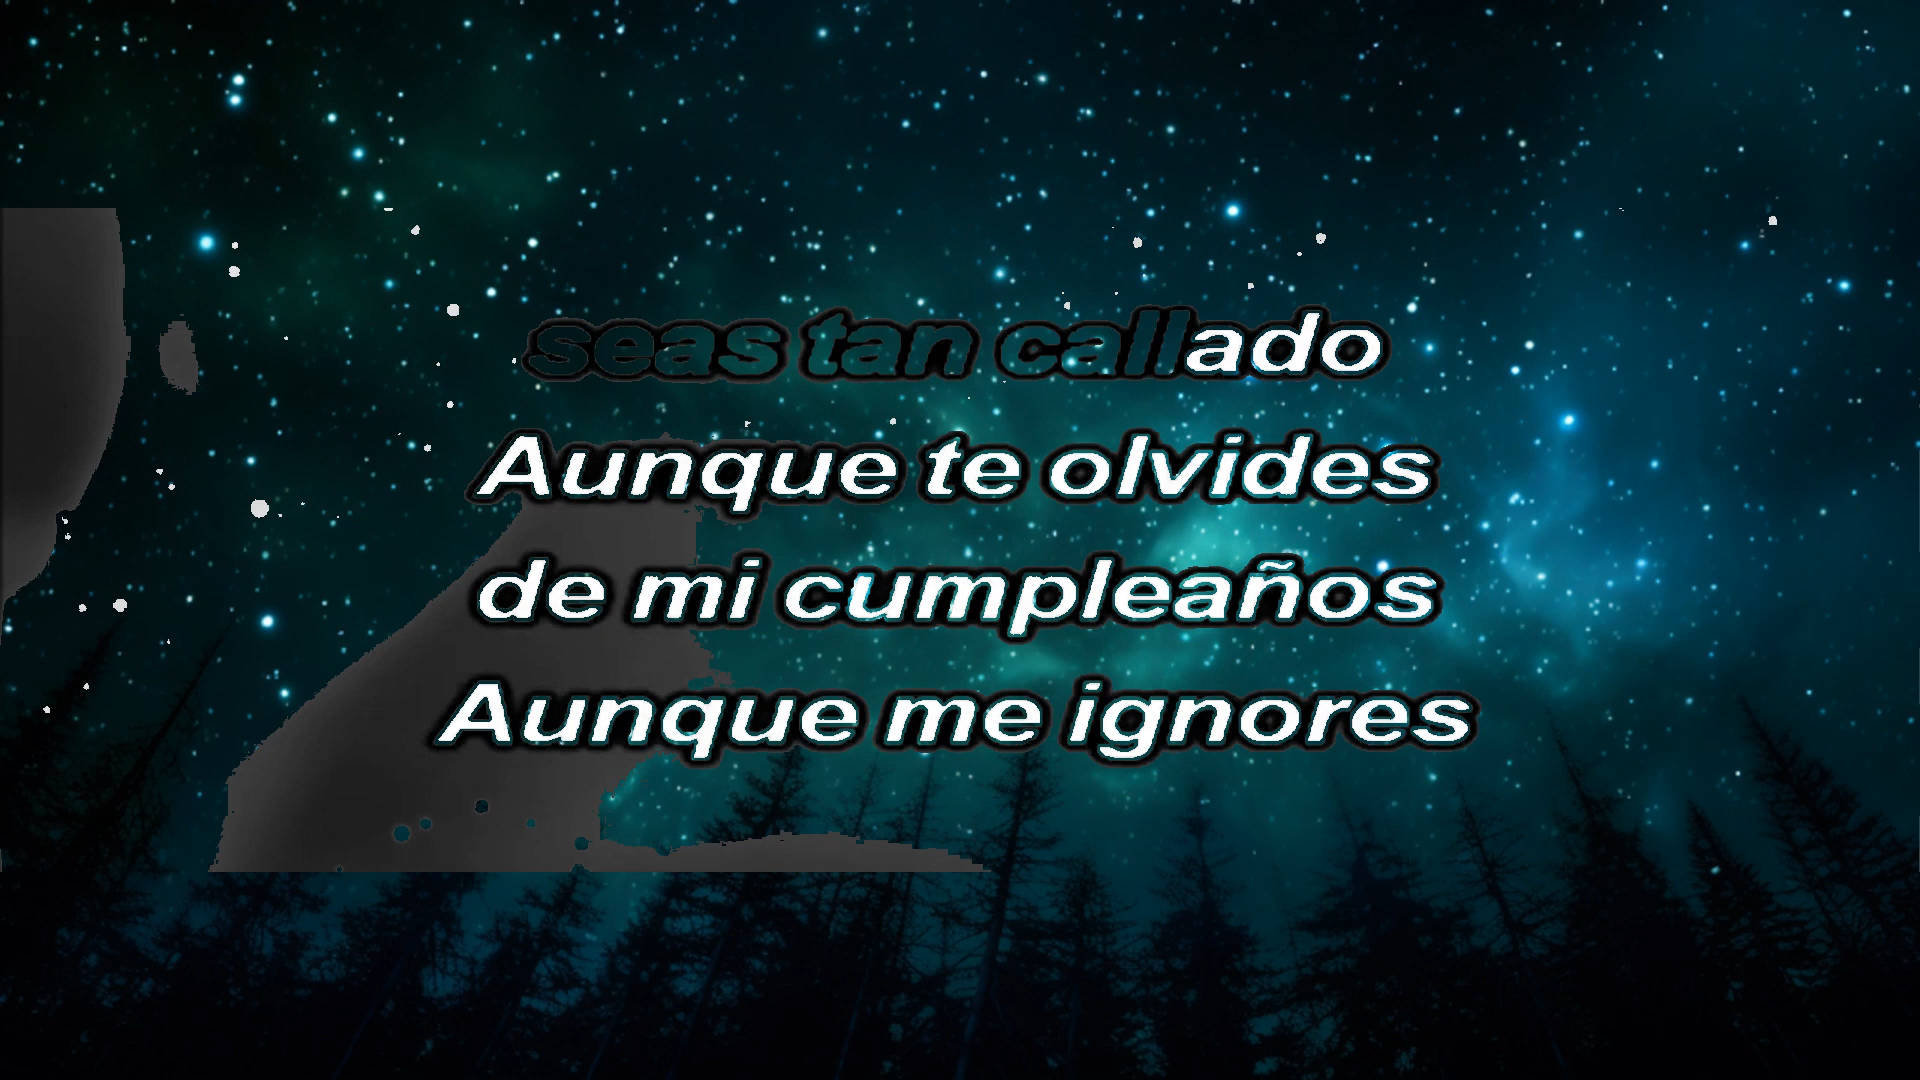 seas tan callado
Aunque te olvides
de mi cumpleaños
Aunque me ignores